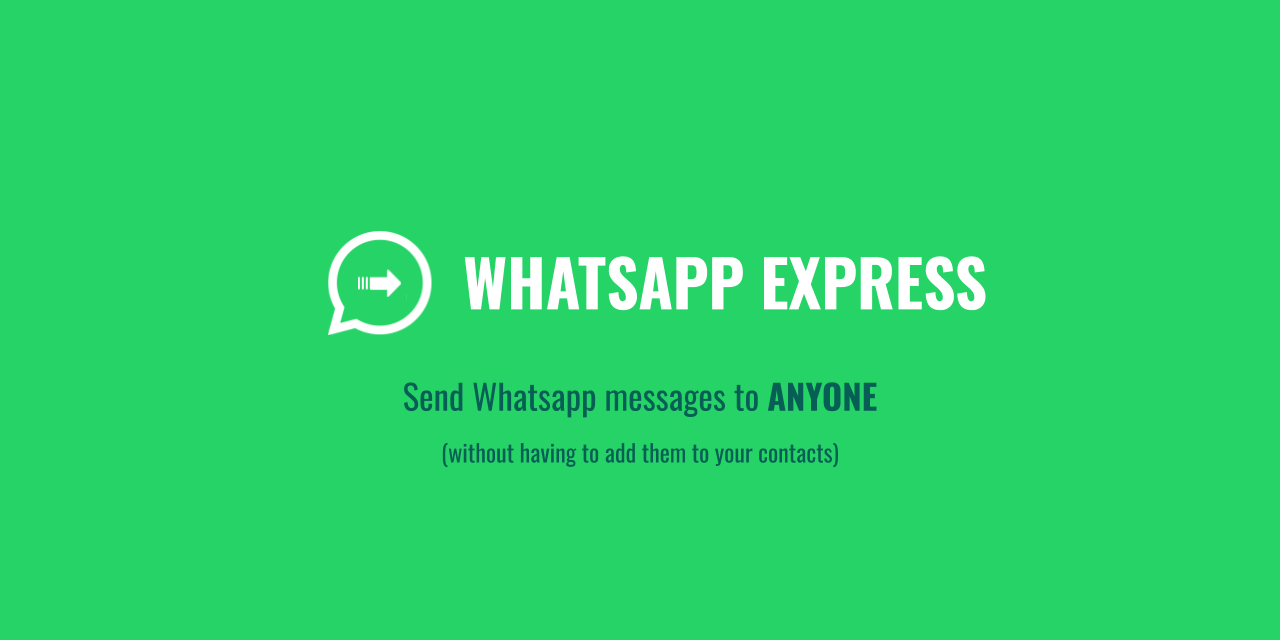 WHATSAPP EXPRESS
Send Whatsapp messages to ANYONE
(without having to add them to your contacts)